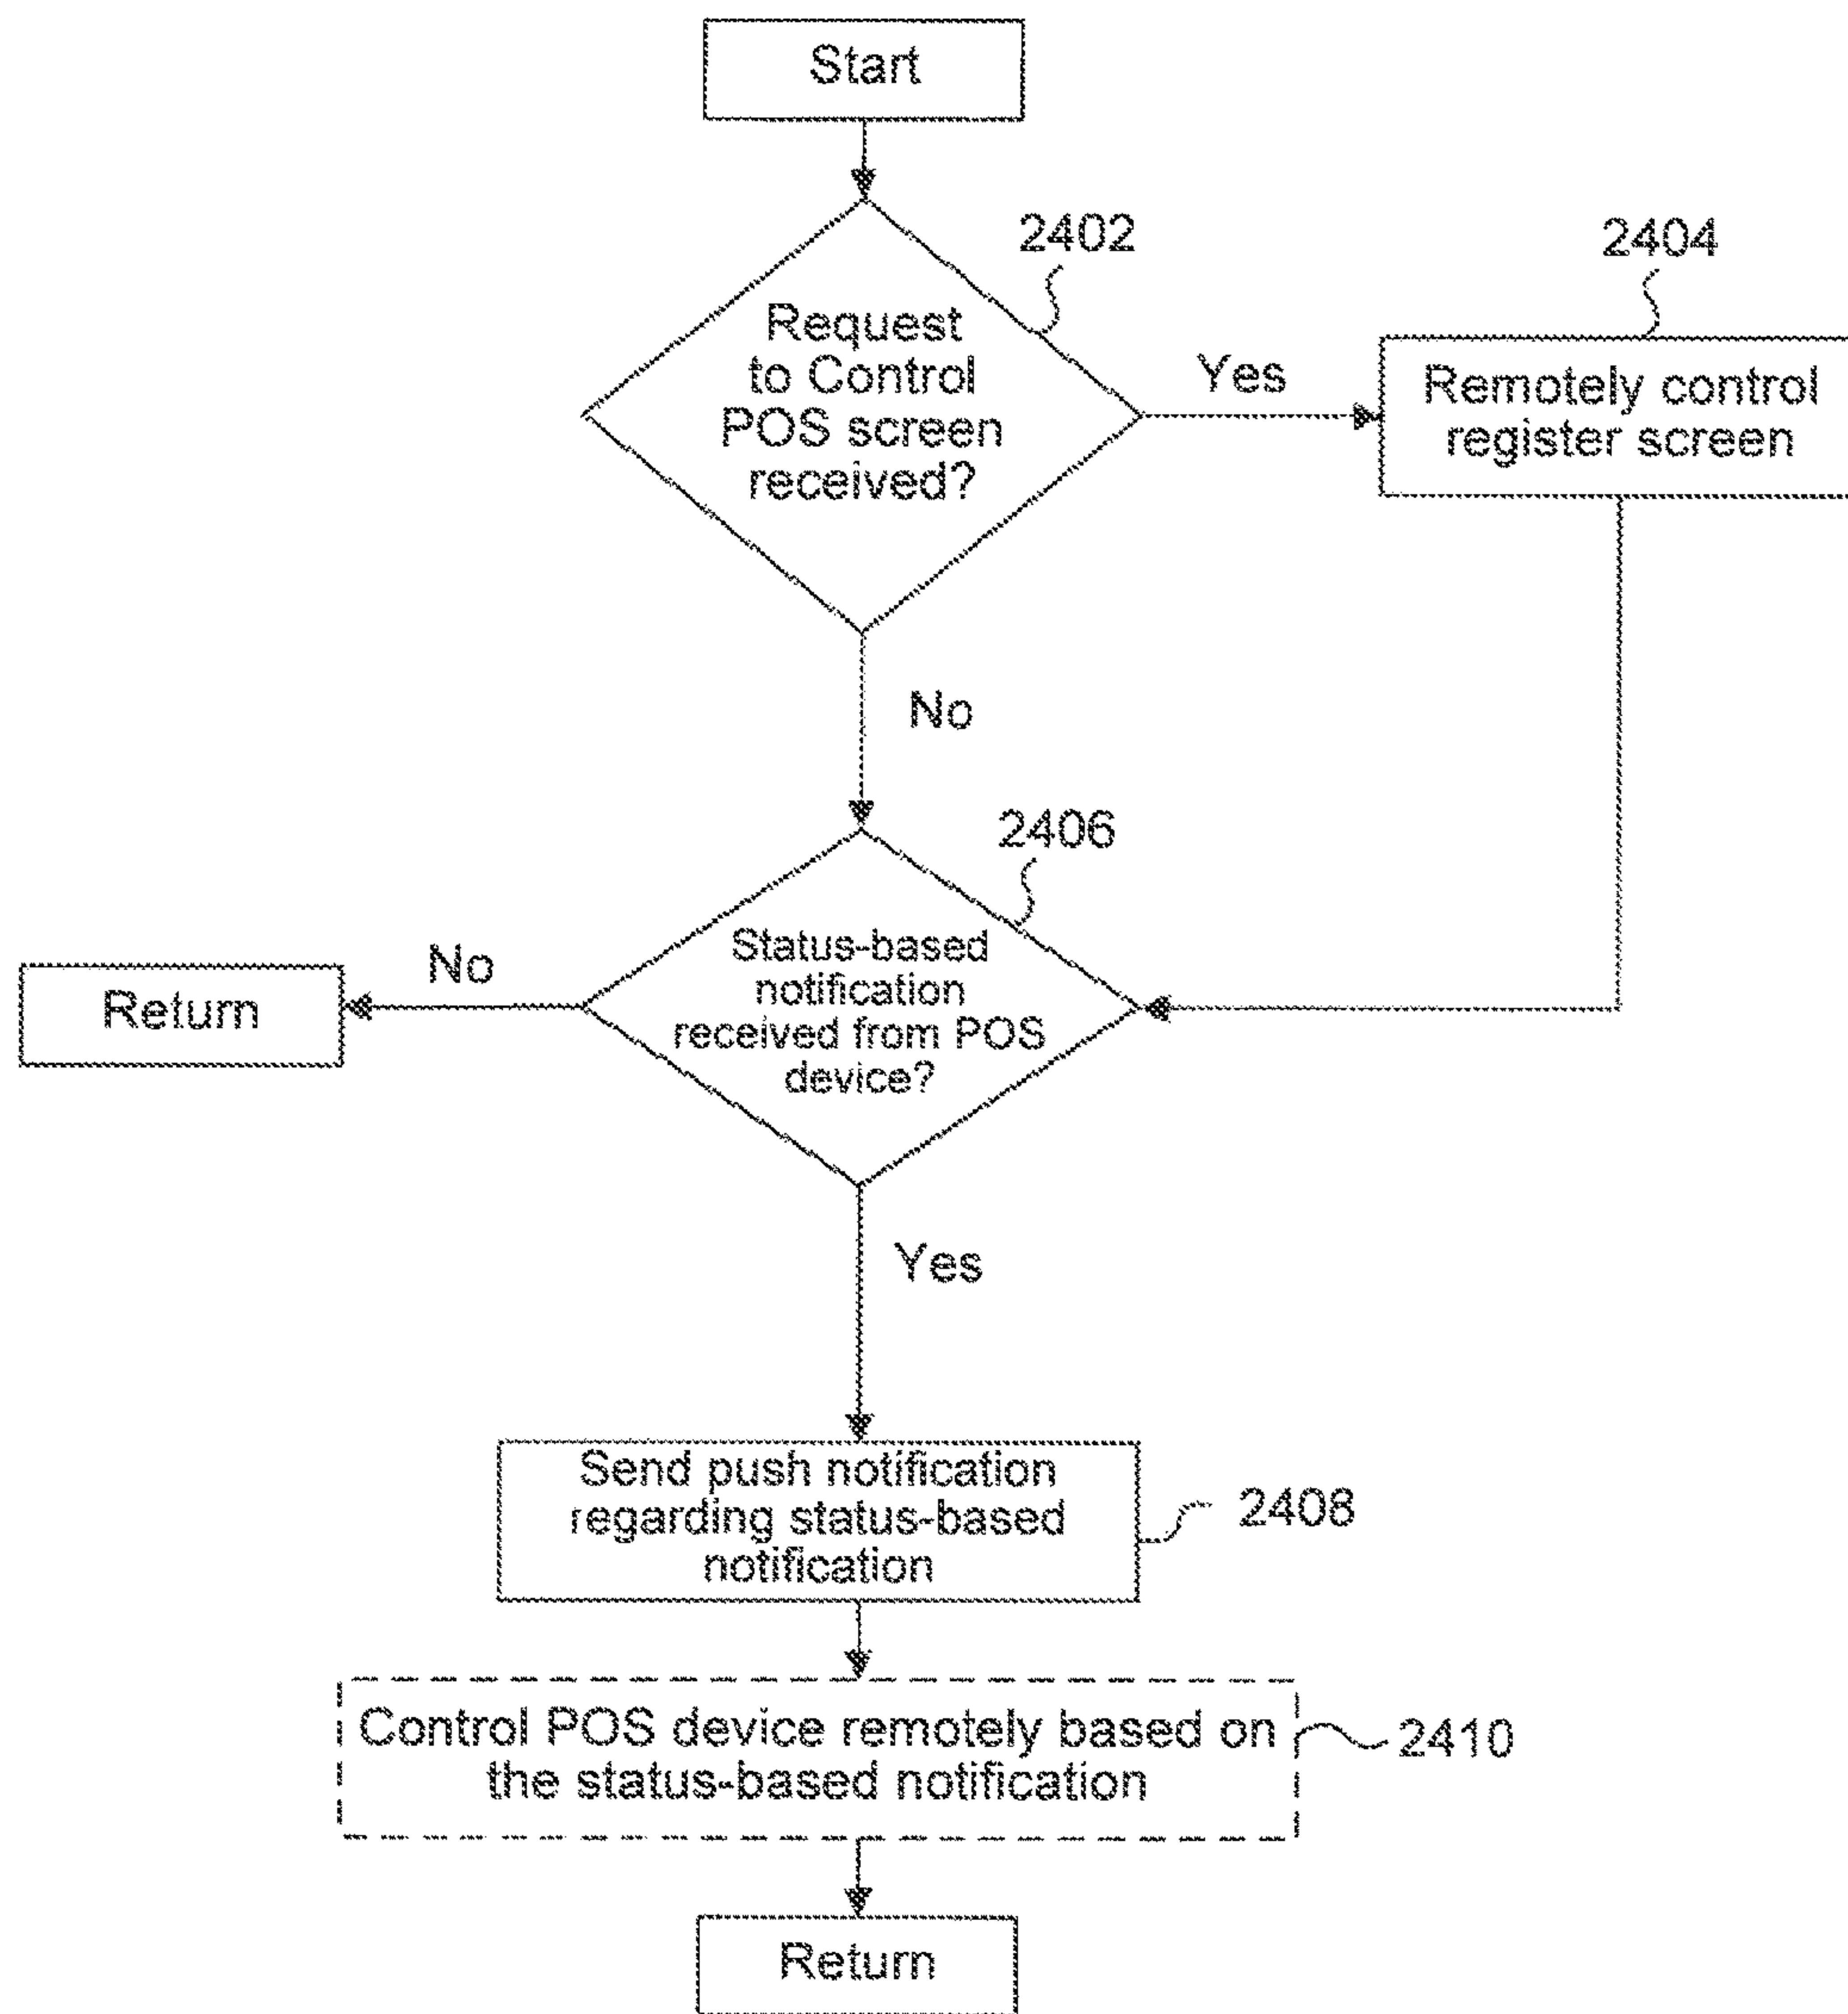 Start
2402
Request
to Control
POS screen
received?
Yes
2404
Remotely control
register screen
No
2406
Status-based
notification
received from POS
device?
No
Return
Yes
Send push notification
regarding status-based
notification
2408
Control POS device remotely based on
the status-based notification
2410
Return